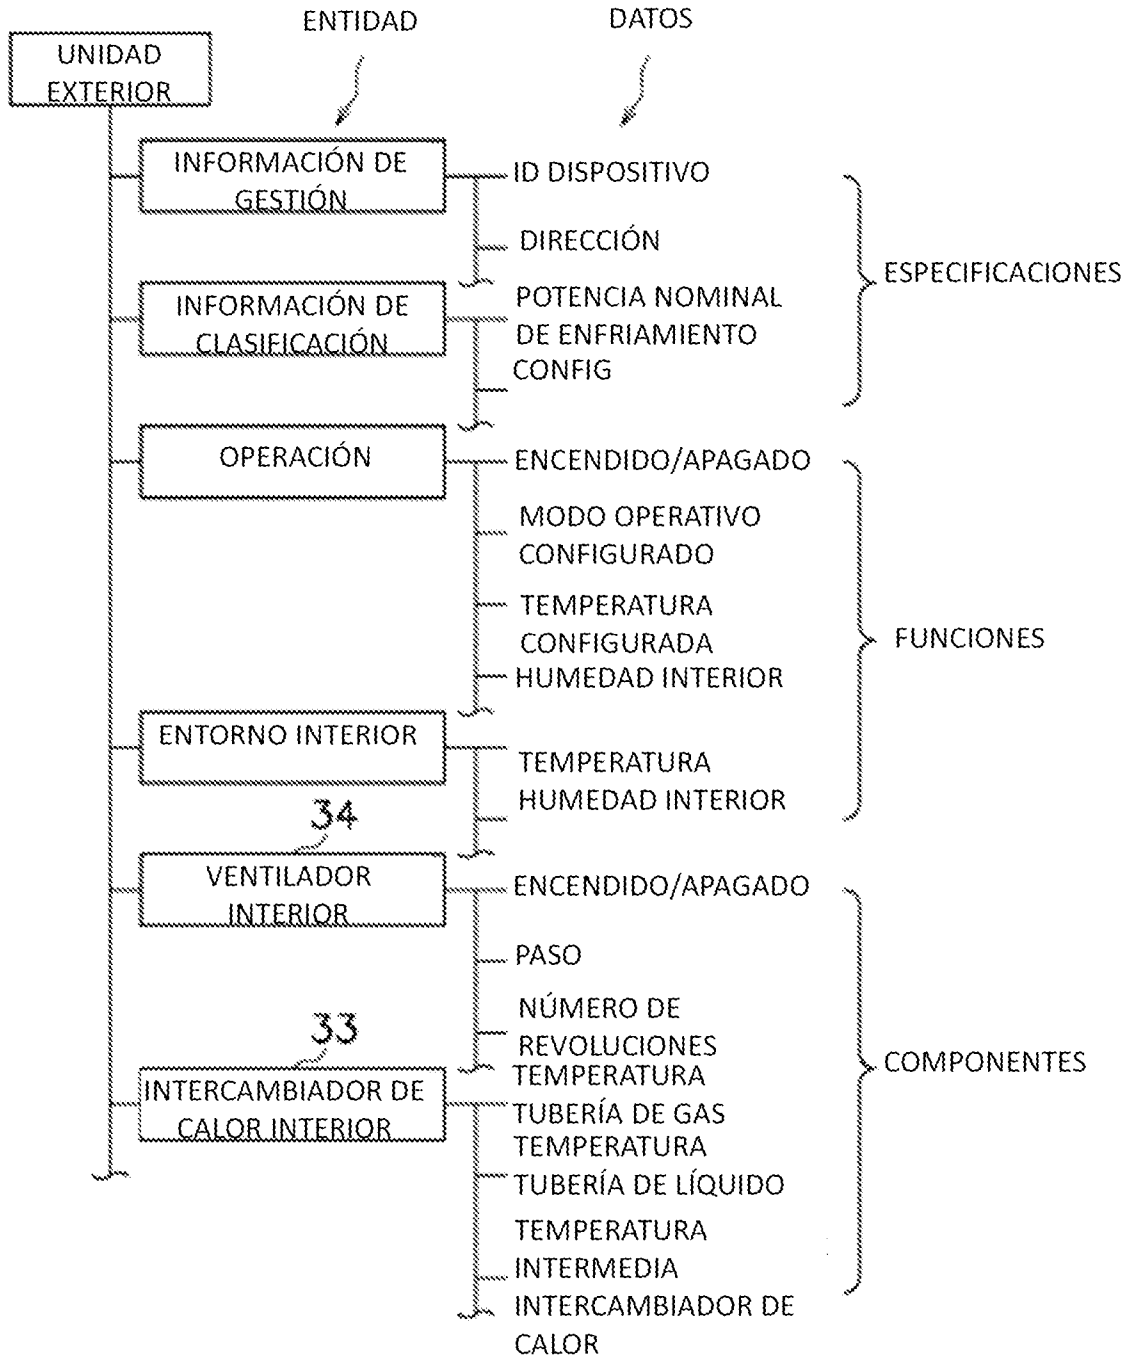 ENTIDAD
DATOS
UNIDAD
EXTERIOR
INFORMACIÓN DE
GESTIÓN
ID DISPOSITIVO
DIRECCIÓN
ESPECIFICACIONES
INFORMACIÓN DE
CLASIFICACIÓN
POTENCIA NOMINAL
DE ENFRIAMIENTO
CONFIG
OPERACIÓN
ENCENDIDO/APAGADO
MODO OPERATIVO
CONFIGURADO
TEMPERATURA
CONFIGURADA
HUMEDAD INTERIOR
FUNCIONES
ENTORNO INTERIOR
TEMPERATURA
HUMEDAD INTERIOR
34
VENTILADOR
INTERIOR
ENCENDIDO/APAGADO
PASO
NÚMERO DE
REVOLUCIONES
COMPONENTES
33
INTERCAMBIADOR DE
CALOR INTERIOR
TEMPERATURA
TUBERÍA DE GAS
TEMPERATURA
TUBERÍA DE LÍQUIDO
TEMPERATURA
INTERMEDIA
INTERCAMBIADOR DE
CALOR